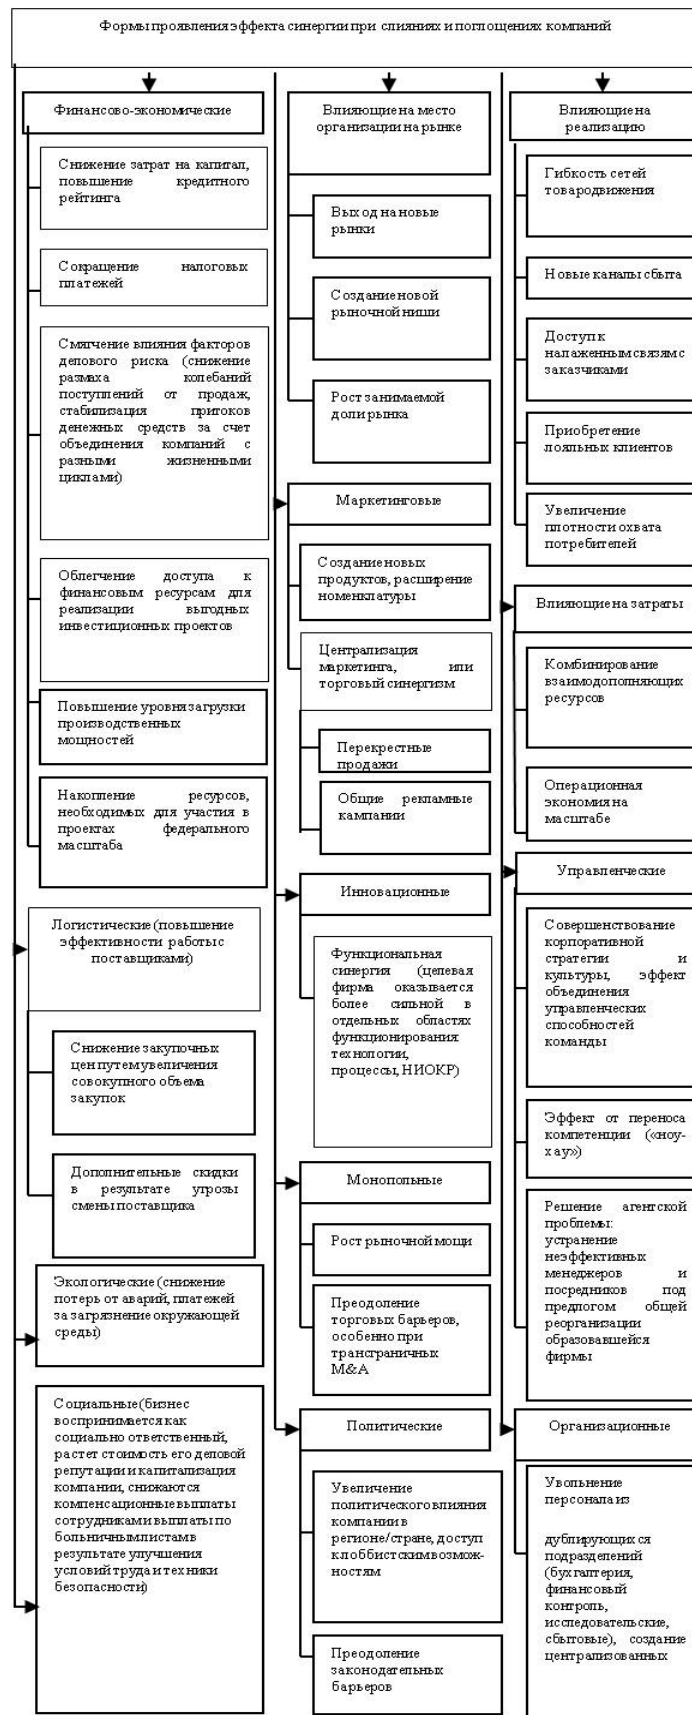 Формы проявления эффекта синергии при слияниях и поглощениях компаний
Финансово-экономические
Снижение затрат на капитал,
повышение кредитного
рейтинга
Сокращение налоговых
платежей
Смягчение влияния факторов
делового риска (снижение
размаха колебаний
поступлений от продаж,
стабилизация притоков
денежных средств за счет
объединения компаний с
разными жизненными
циклами)
Облегчение доступа к
финансовым ресурсам для
реализации выгодных
инвестиционных проектов
Повышение уровня загрузки
производственных
мощностей
Накопление ресурсов,
необходимых для участия в
проектах федерального
масштаба
Логистические (повышение
эффективности работы с
поставщиками)
Снижение закупочных
цен путем увеличения
совокупного объема
закупок
Дополнительные скидки
в результате угрозы
смены поставщика
Экологические (снижение
потерь от аварий, платежей
за загрязнение окружающей
среды)
Социальные (бизнес
воспринимается как
социально ответственный,
растет стоимость его деловой
репутации и капитализация
компании, снижаются
компенсационные выплаты
сотрудникам и выплаты по
больничным листам в
результате улучшения
условий труда и техники
безопасности)
Влияющие на место
организации на рынке
Выход на новые
рынки
Создание новой
рыночной ниши
Рост занимаемой
доли рынка
Маркетинговые
Создание новых
продуктов, расширение
номенклатуры
Централизация
маркетинга, или
торговый синергизм
Перекрестные
продажи
Общие рекламные
кампании
Инновационные
Функциональная
синергия (целевая
фирма оказывается
более сильной в
отдельных областях
функционирования
технологии,
процессы, НИОКР)
Монопольные
Рост рыночной мощи
Преодоление
торговых барьеров,
особенно при
трансграничных
M&A
Политические
Увеличение
политического влияния
компании в
регионе/стране, доступ
к лоббистским возмож-
ностям
Преодоление
законодательных
барьеров
Влияющие на
реализацию
Гибкость сетей
товародвижения
Новые каналы сбыта
Доступ к
налаженным связям с
заказчиками
Приобретение
лояльных клиентов
Увеличение
плотности охвата
потребителей
Влияющие на затраты
Комбинирование
взаимодополняющих
ресурсов
Операционная
экономия на
масштабе
Управленческие
Совершенствование
корпоративной
стратегии и
культуры, эффект
объединения
управленческих
способностей
команды
Эффект от переноса
компетенции («ноу-
хау»)
Решение агентской
проблемы:
устранение
неэффективных
менеджеров и
посредников под
предлогом общей
реорганизации
образовавшейся
фирмы
Организационные
Увольнение
персонала из
дублирующихся
подразделений
(бухгалтерия,
финансовый
контроль,
исследовательские,
сбытовые), создание
централизованных